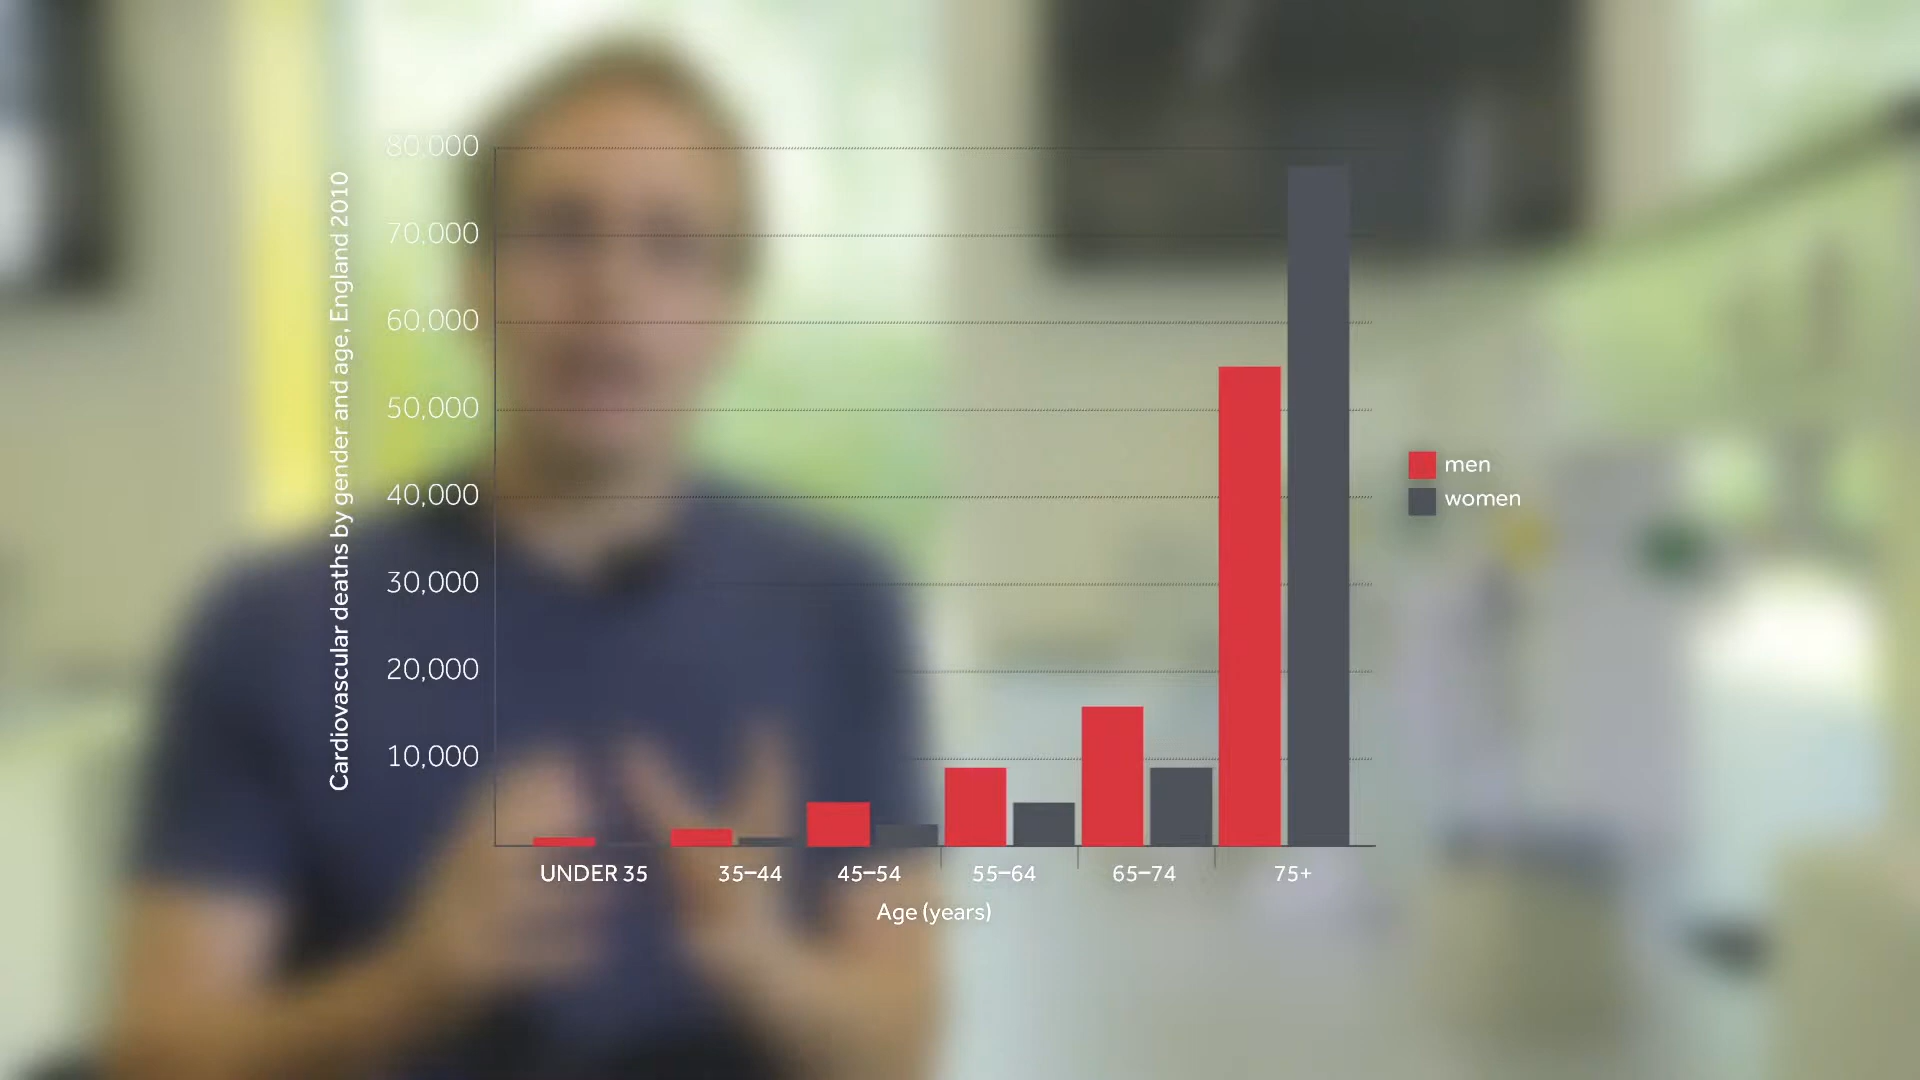 Cardiovascular deaths by gender and age, England 2010
80,000
70,000
60,000
50,000
40,000
30,000
20,000
10,000
men
women
UNDER 35
35–44
45–54
55–64
65–74
75+
Age (years)